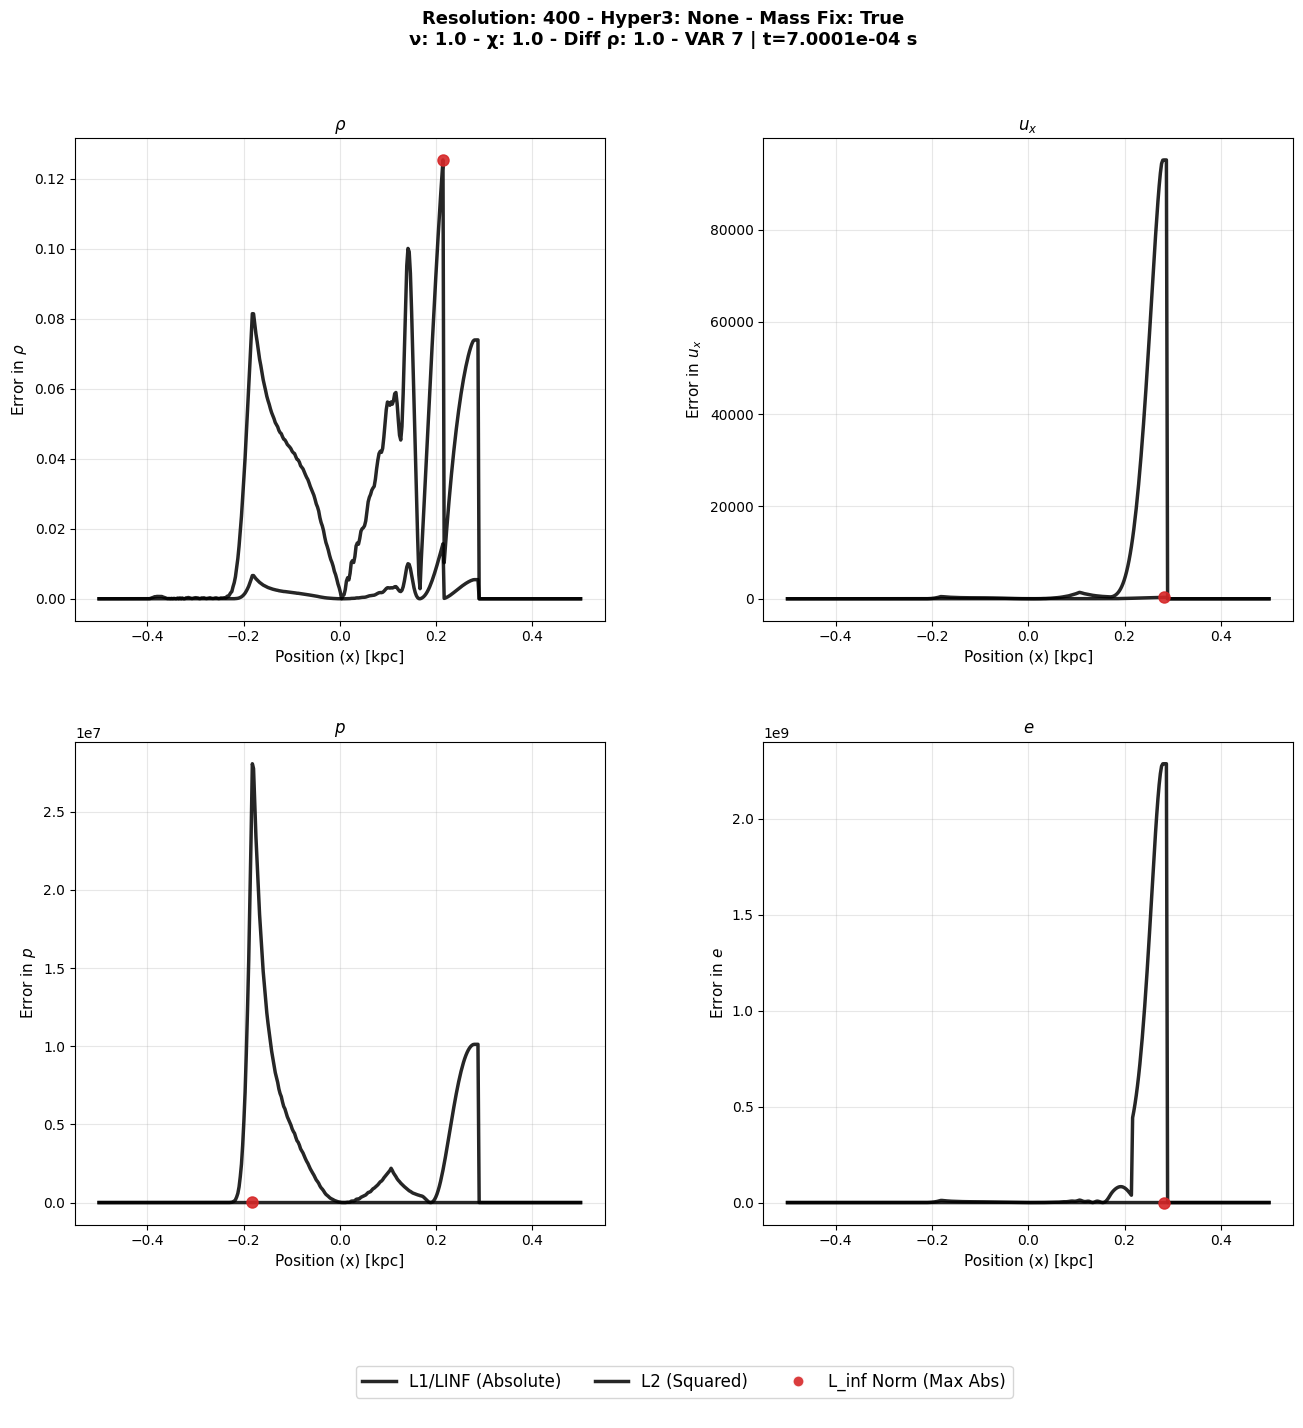 Resolution: 400 - Hyper3: None - Mass Fix: True
ν: 1.0 - χ: 1.0 - Diff ρ: 1.0 - VAR 7 | t=7.0001e-04 s
ρ
0.12
0.10
0.08
0.06
0.04
0.02
0.00
Error in ρ
−0.4 −0.2 0.0 0.2 0.4
Position (x) [kpc]
u_x
80000
60000
40000
20000
0
Error in u_x
−0.4 −0.2 0.0 0.2 0.4
Position (x) [kpc]
p
1e7
2.5
2.0
1.5
1.0
0.5
0.0
Error in p
−0.4 −0.2 0.0 0.2 0.4
Position (x) [kpc]
e
1e9
2.0
1.5
1.0
0.5
0.0
Error in e
−0.4 −0.2 0.0 0.2 0.4
Position (x) [kpc]
L1/LINF (Absolute) L2 (Squared) L_inf Norm (Max Abs)